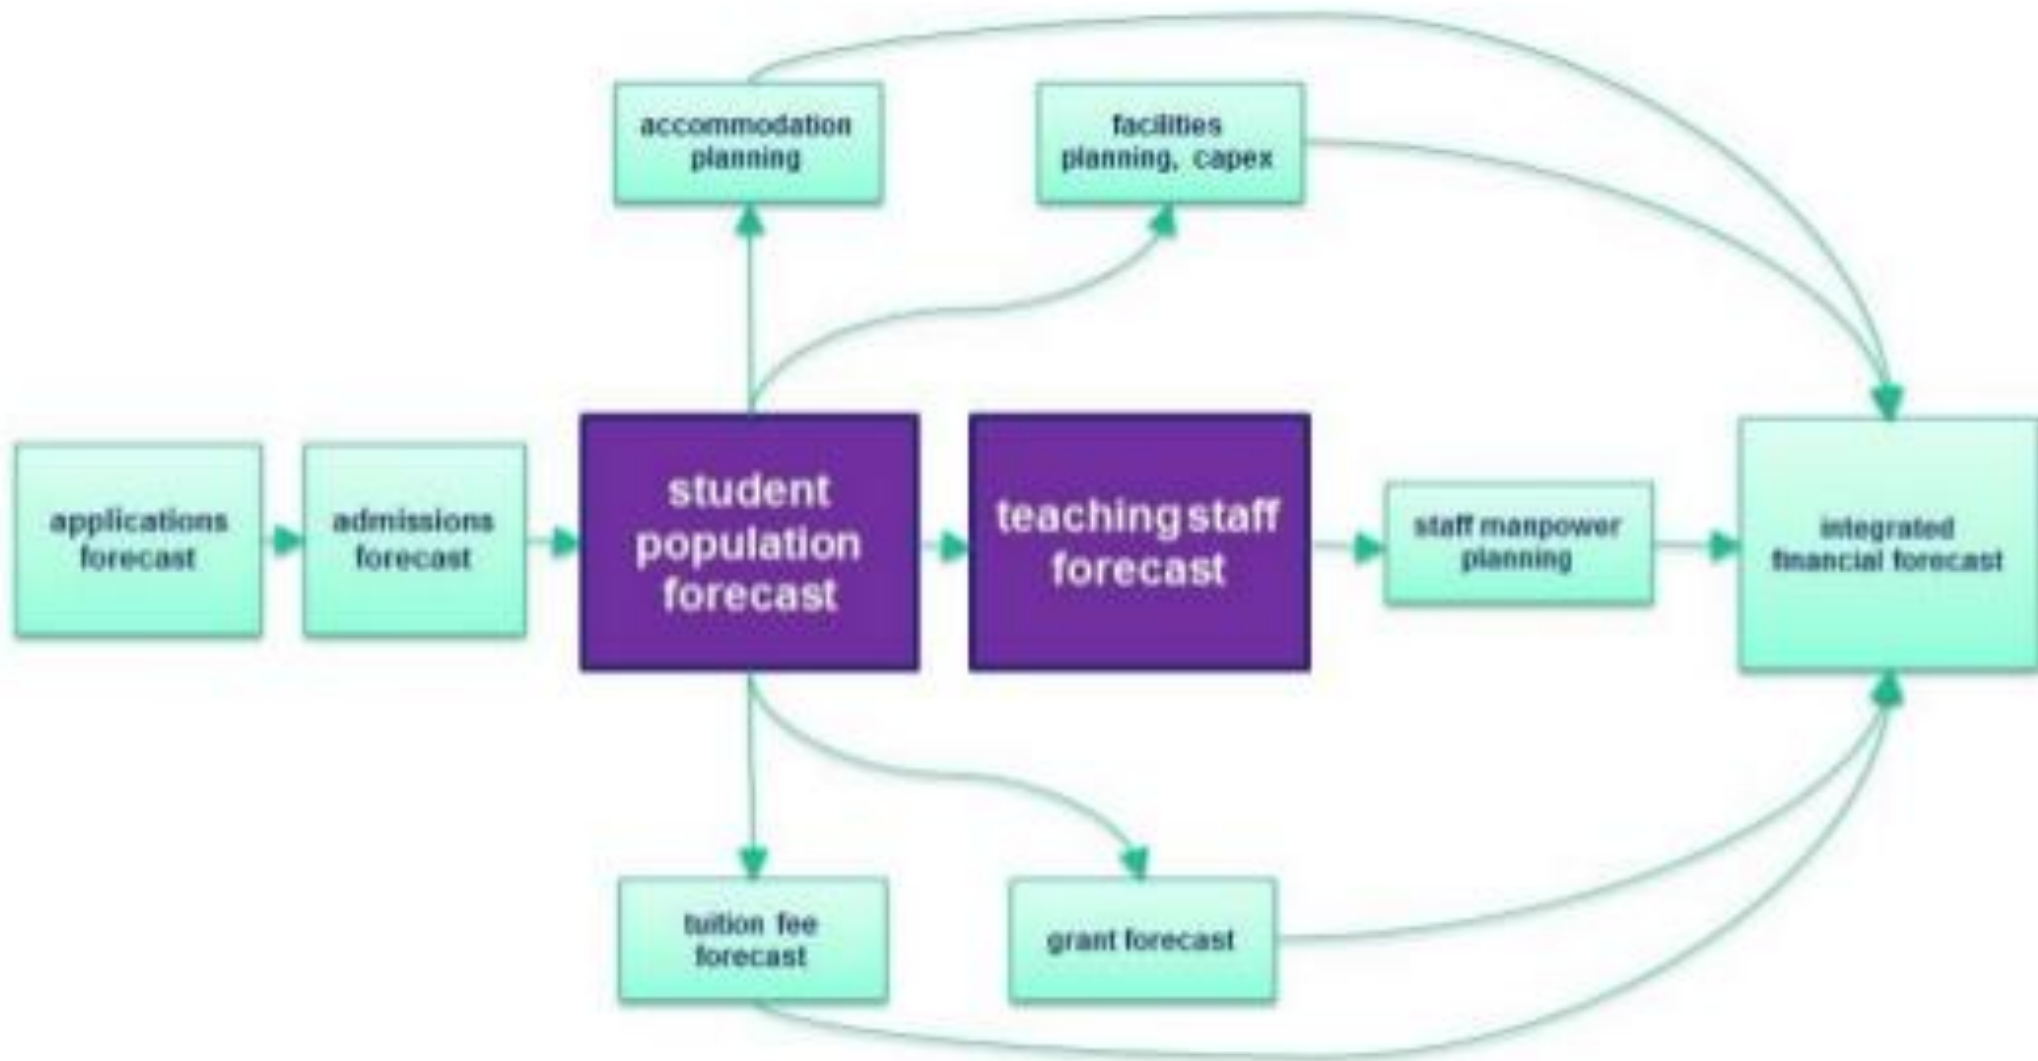 accommodation
planning
facilities
planning, capex
applications
forecast
admissions
forecast
student
population
forecast
teaching staff
forecast
staff manpower
planning
integrated
financial forecast
tuition fee
forecast
grant forecast